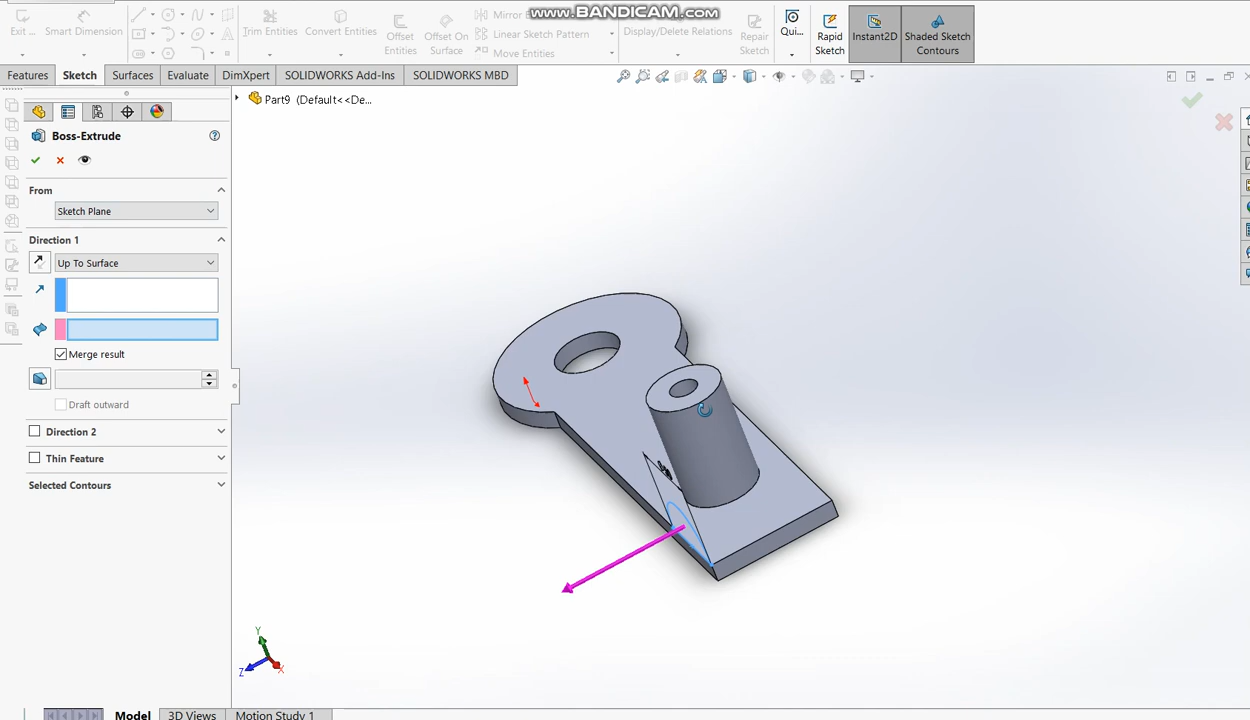 www.BANDICAM.com
Exit ...
Smart Dimension
Trim Entities
Convert Entities
Offset Entities
Offset On Surface
Mirror E
Linear Sketch Pattern
Move Entities
Display/Delete Relations
Repair Sketch
Qui...
Rapid Sketch
Instant2D
Shaded Sketch Contours
Features
Sketch
Surfaces
Evaluate
DimXpert
SOLIDWORKS Add-Ins
SOLIDWORKS MBD
Part9 (Default<<De...
Boss-Extrude
From
Sketch Plane
Direction 1
Up To Surface
Merge result
Draft outward
Direction 2
Thin Feature
Selected Contours
Y
Z
X
Model
3D Views
Motion Study 1